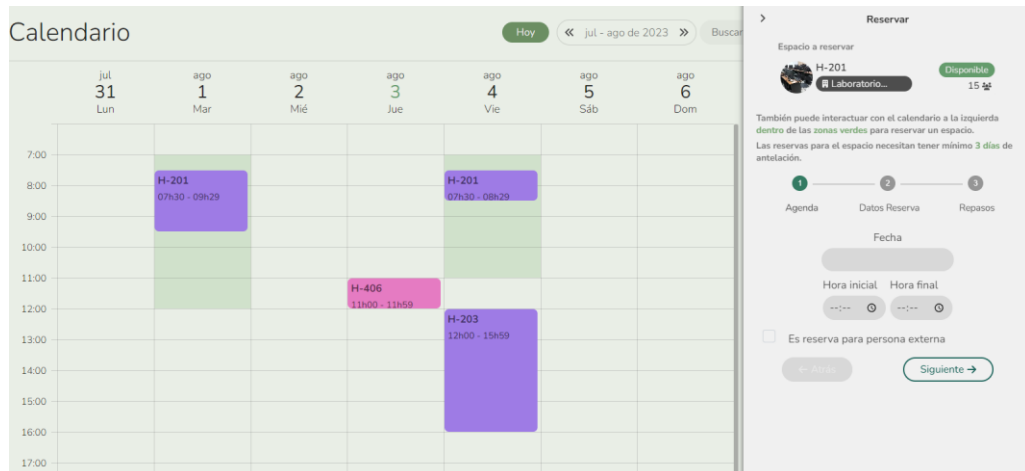 Calendario
Hoy
« jul - ago de 2023 »
Buscar
jul ago ago ago ago ago ago
31 1 2 3 4 5 6
Lun Mar Mié Jue Vie Sáb Dom
7:00
8:00
9:00
10:00
11:00
12:00
13:00
14:00
15:00
16:00
17:00
H-201
07h30 - 09h29
H-201
07h30 - 08h29
H-406
11h00 - 11h59
H-203
12h00 - 15h59
Reservar
Espacio a reservar
H-201
Disponible
Laboratorio...
15
También puede interactuar con el calendario a la izquierda
dentro de las zonas verdes para reservar un espacio.
Las reservas para el espacio necesitan tener mínimo 3 días de
antelación.
1 2 3
Agenda Datos Reserva Repasos
Fecha
Hora inicial Hora final
--:-- --:--
Es reserva para persona externa
← Atrás
Siguiente →